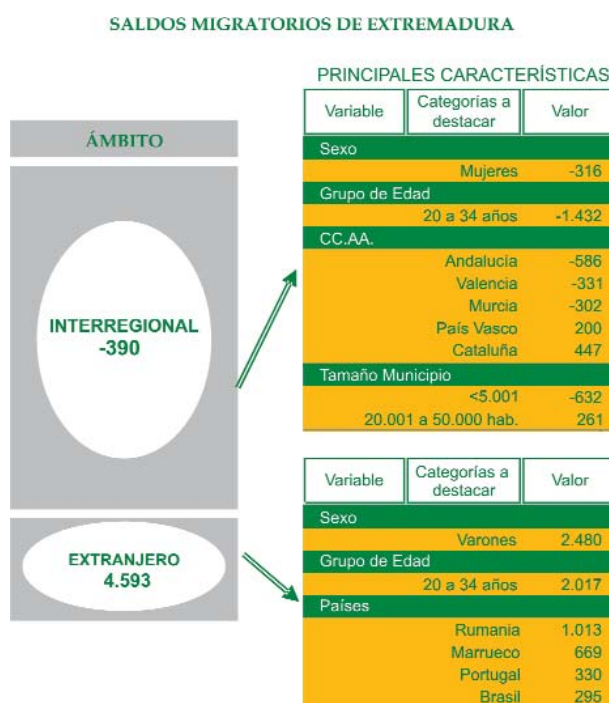 SALDOS MIGRATORIOS DE EXTREMADURA
ÁMBITO
INTERREGIONAL
-390
EXTRANJERO
4.593
PRINCIPALES CARACTERÍSTICAS
Variable Categorías a destacar Valor
Sexo
Mujeres -316
Grupo de Edad
20 a 34 años -1.432
CC.AA.
Andalucía -586
Valencia -331
Murcia -302
País Vasco 200
Cataluña 447
Tamaño Municipio
<5.001 -632
20.001 a 50.000 hab. 261
Variable Categorías a destacar Valor
Sexo
Varones 2.480
Grupo de Edad
20 a 34 años 2.017
Países
Rumania 1.013
Marrueco 669
Portugal 330
Brasil 295